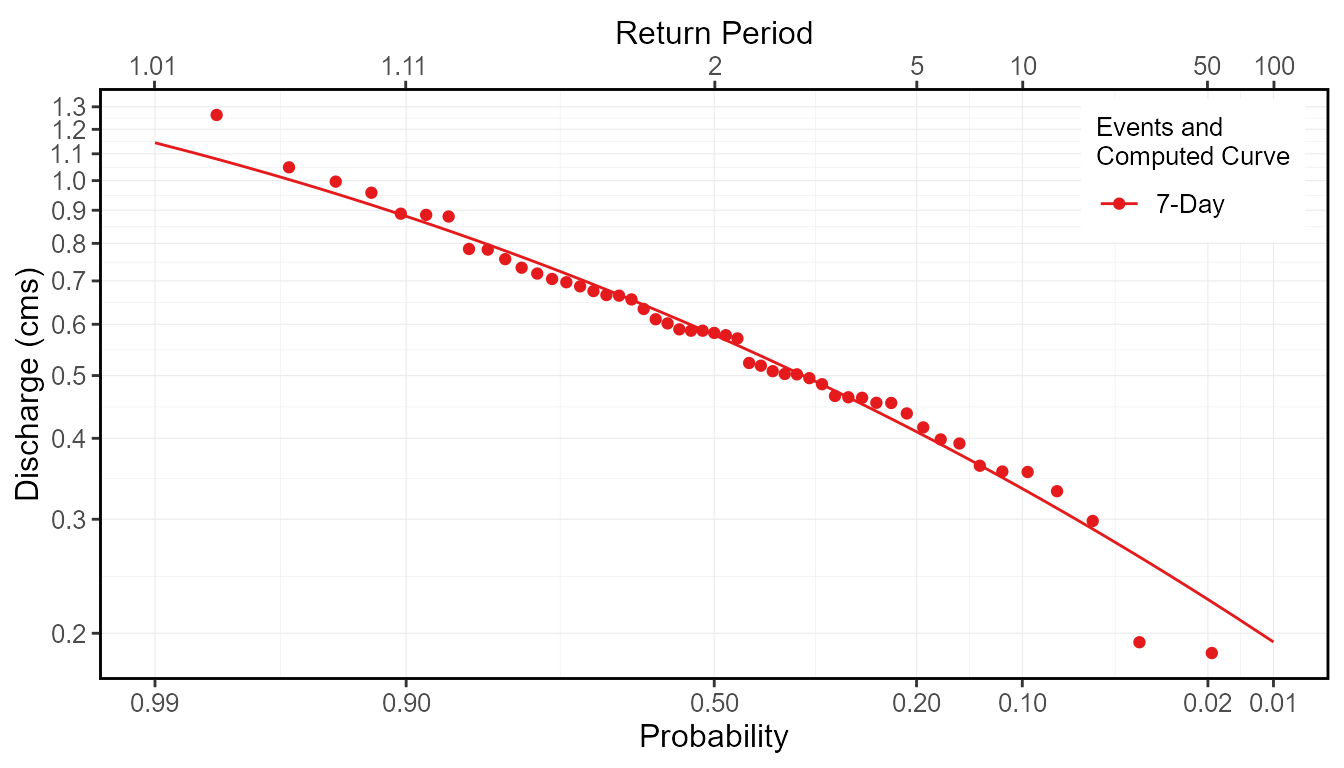 Return Period
1.01 1.11 2 5 10 50 100
1.3
1.2
1.1
1.0
0.9
0.8
0.7
0.6
0.5
0.4
0.3
0.2
Discharge (cms)
Events and
Computed Curve
7-Day
0.99 0.90 0.50 0.20 0.10 0.02 0.01
Probability